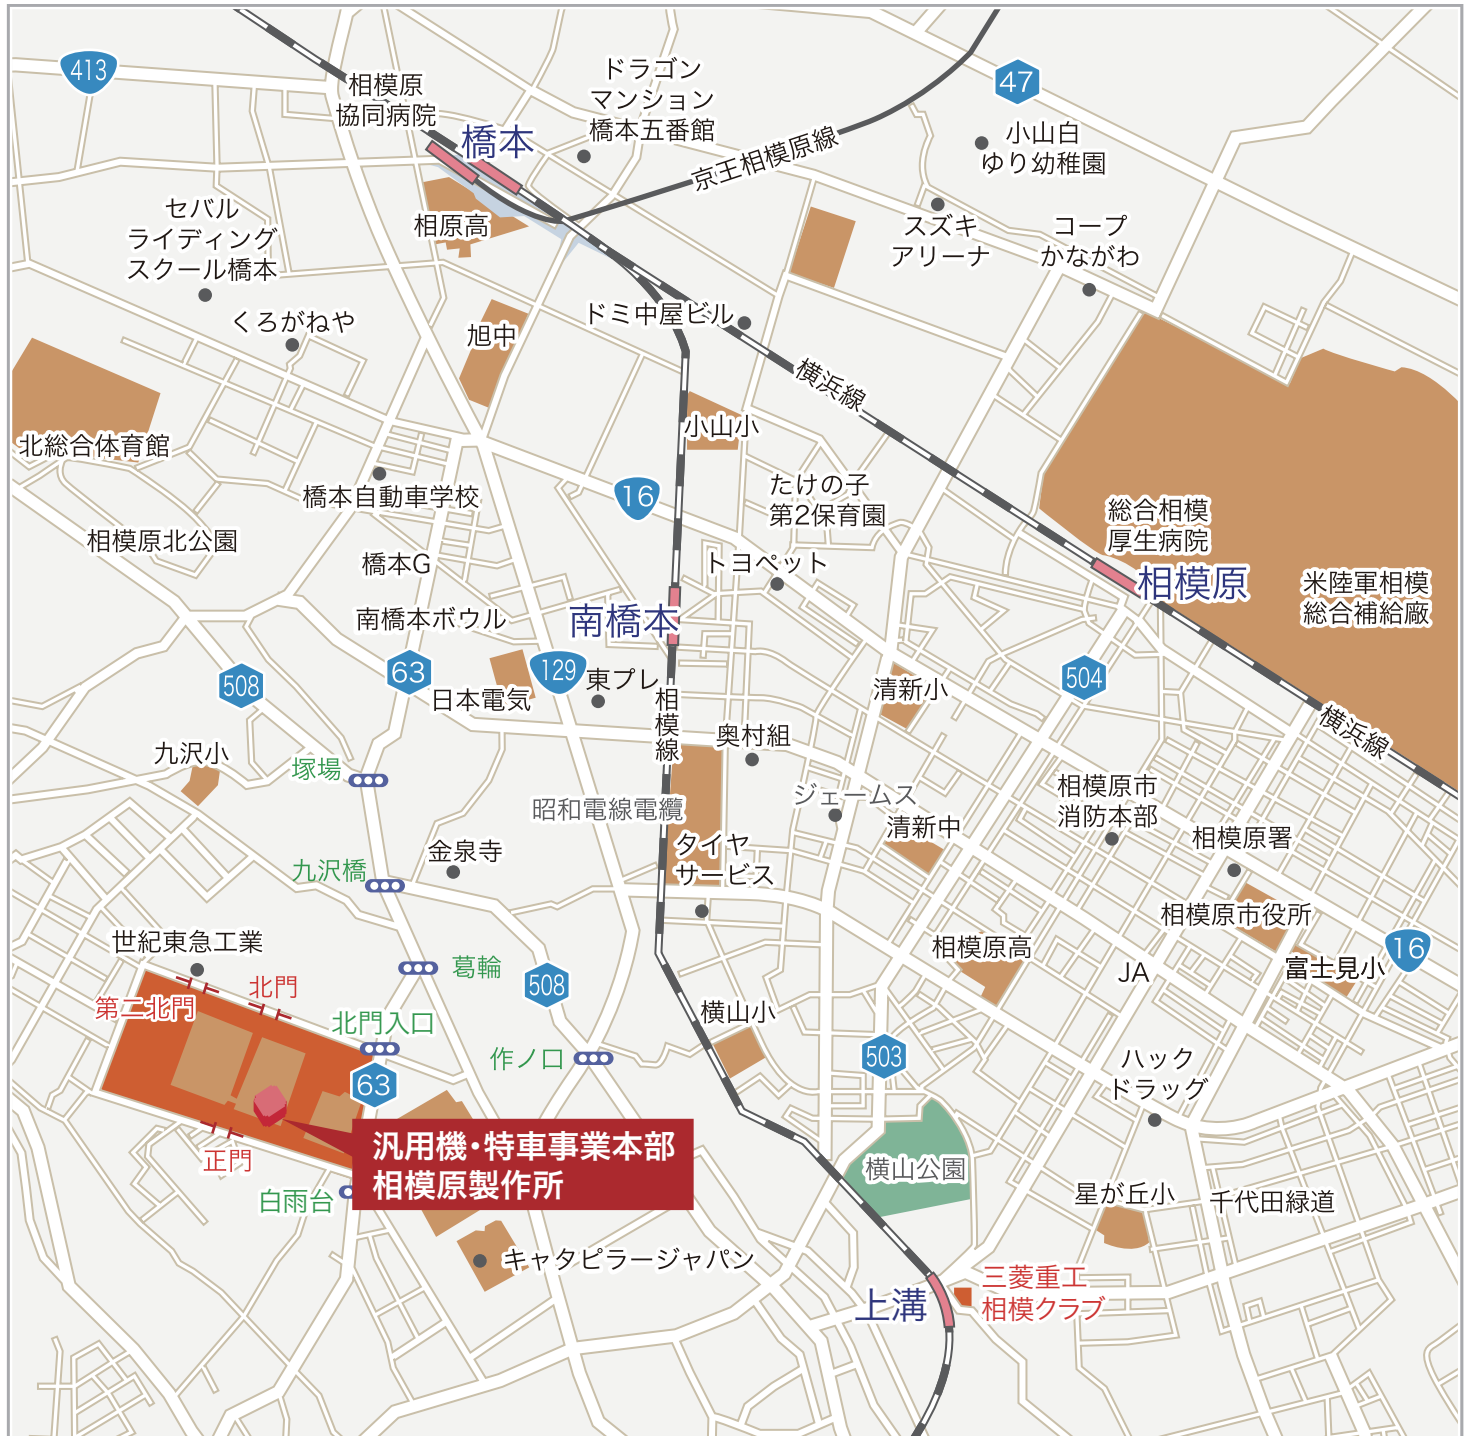 413
相模原
協同病院
橋本
ドラゴン
マンション
橋本五番館
京王相模原線
47
小山白
ゆり幼稚園
スズキ
アリーナ
コープ
かながわ
セバル
ライディング
スクール橋本
相原高
くろがねや
旭中
ドミ中屋ビル
横浜線
北総合体育館
小山小
橋本自動車学校
16
たけの子
第2保育園
総合相模
厚生病院
相模原
米陸軍相模
総合補給廠
相模原北公園
橋本G
トヨペット
南橋本ボウル
南橋本
508
63
129
日本電気
東プレ
相模線
清新小
504
横浜線
九沢小
塚場
奥村組
昭和電線電纜
ジェームス
清新中
相模原市
消防本部
相模原署
タイヤ
サービス
九沢橋
金泉寺
相模原市役所
世紀東急工業
葛輪
508
相模原高
JA
富士見小
16
第二北門
北門
北門入口
横山小
作ノ口
63
503
ハック
ドラッグ
汎用機・特車事業本部
相模原製作所
正門
白雨台
横山公園
星が丘小
千代田緑道
キャタピラージャパン
三菱重工
相模クラブ
上溝